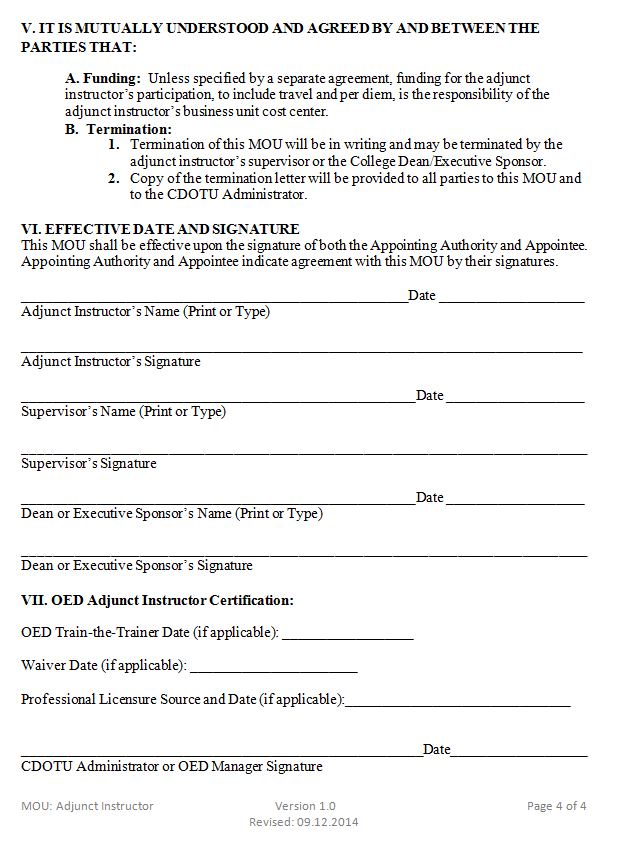 V. IT IS MUTUALLY UNDERSTOOD AND AGREED BY AND BETWEEN THE
PARTIES THAT:
A. Funding: Unless specified by a separate agreement, funding for the adjunct
instructor's participation, to include travel and per diem, is the responsibility of the
adjunct instructor's business unit cost center.
B. Termination:
1. Termination of this MOU will be in writing and may be terminated by the
adjunct instructor's supervisor or the College Dean/Executive Sponsor.
2. Copy of the termination letter will be provided to all parties to this MOU and
to the CDOTU Administrator.
VI. EFFECTIVE DATE AND SIGNATURE
This MOU shall be effective upon the signature of both the Appointing Authority and Appointee.
Appointing Authority and Appointee indicate agreement with this MOU by their signatures.
Date
Adjunct Instructor's Name (Print or Type)
Adjunct Instructor's Signature
Date
Supervisor's Name (Print or Type)
Supervisor's Signature
Date
Dean or Executive Sponsor's Name (Print or Type)
Dean or Executive Sponsor's Signature
VII. OED Adjunct Instructor Certification:
OED Train-the-Trainer Date (if applicable):
Waiver Date (if applicable):
Professional Licensure Source and Date (if applicable):
Date
CDOTU Administrator or OED Manager Signature
MOU: Adjunct Instructor Version 1.0 Page 4 of 4
Revised: 09.12.2014